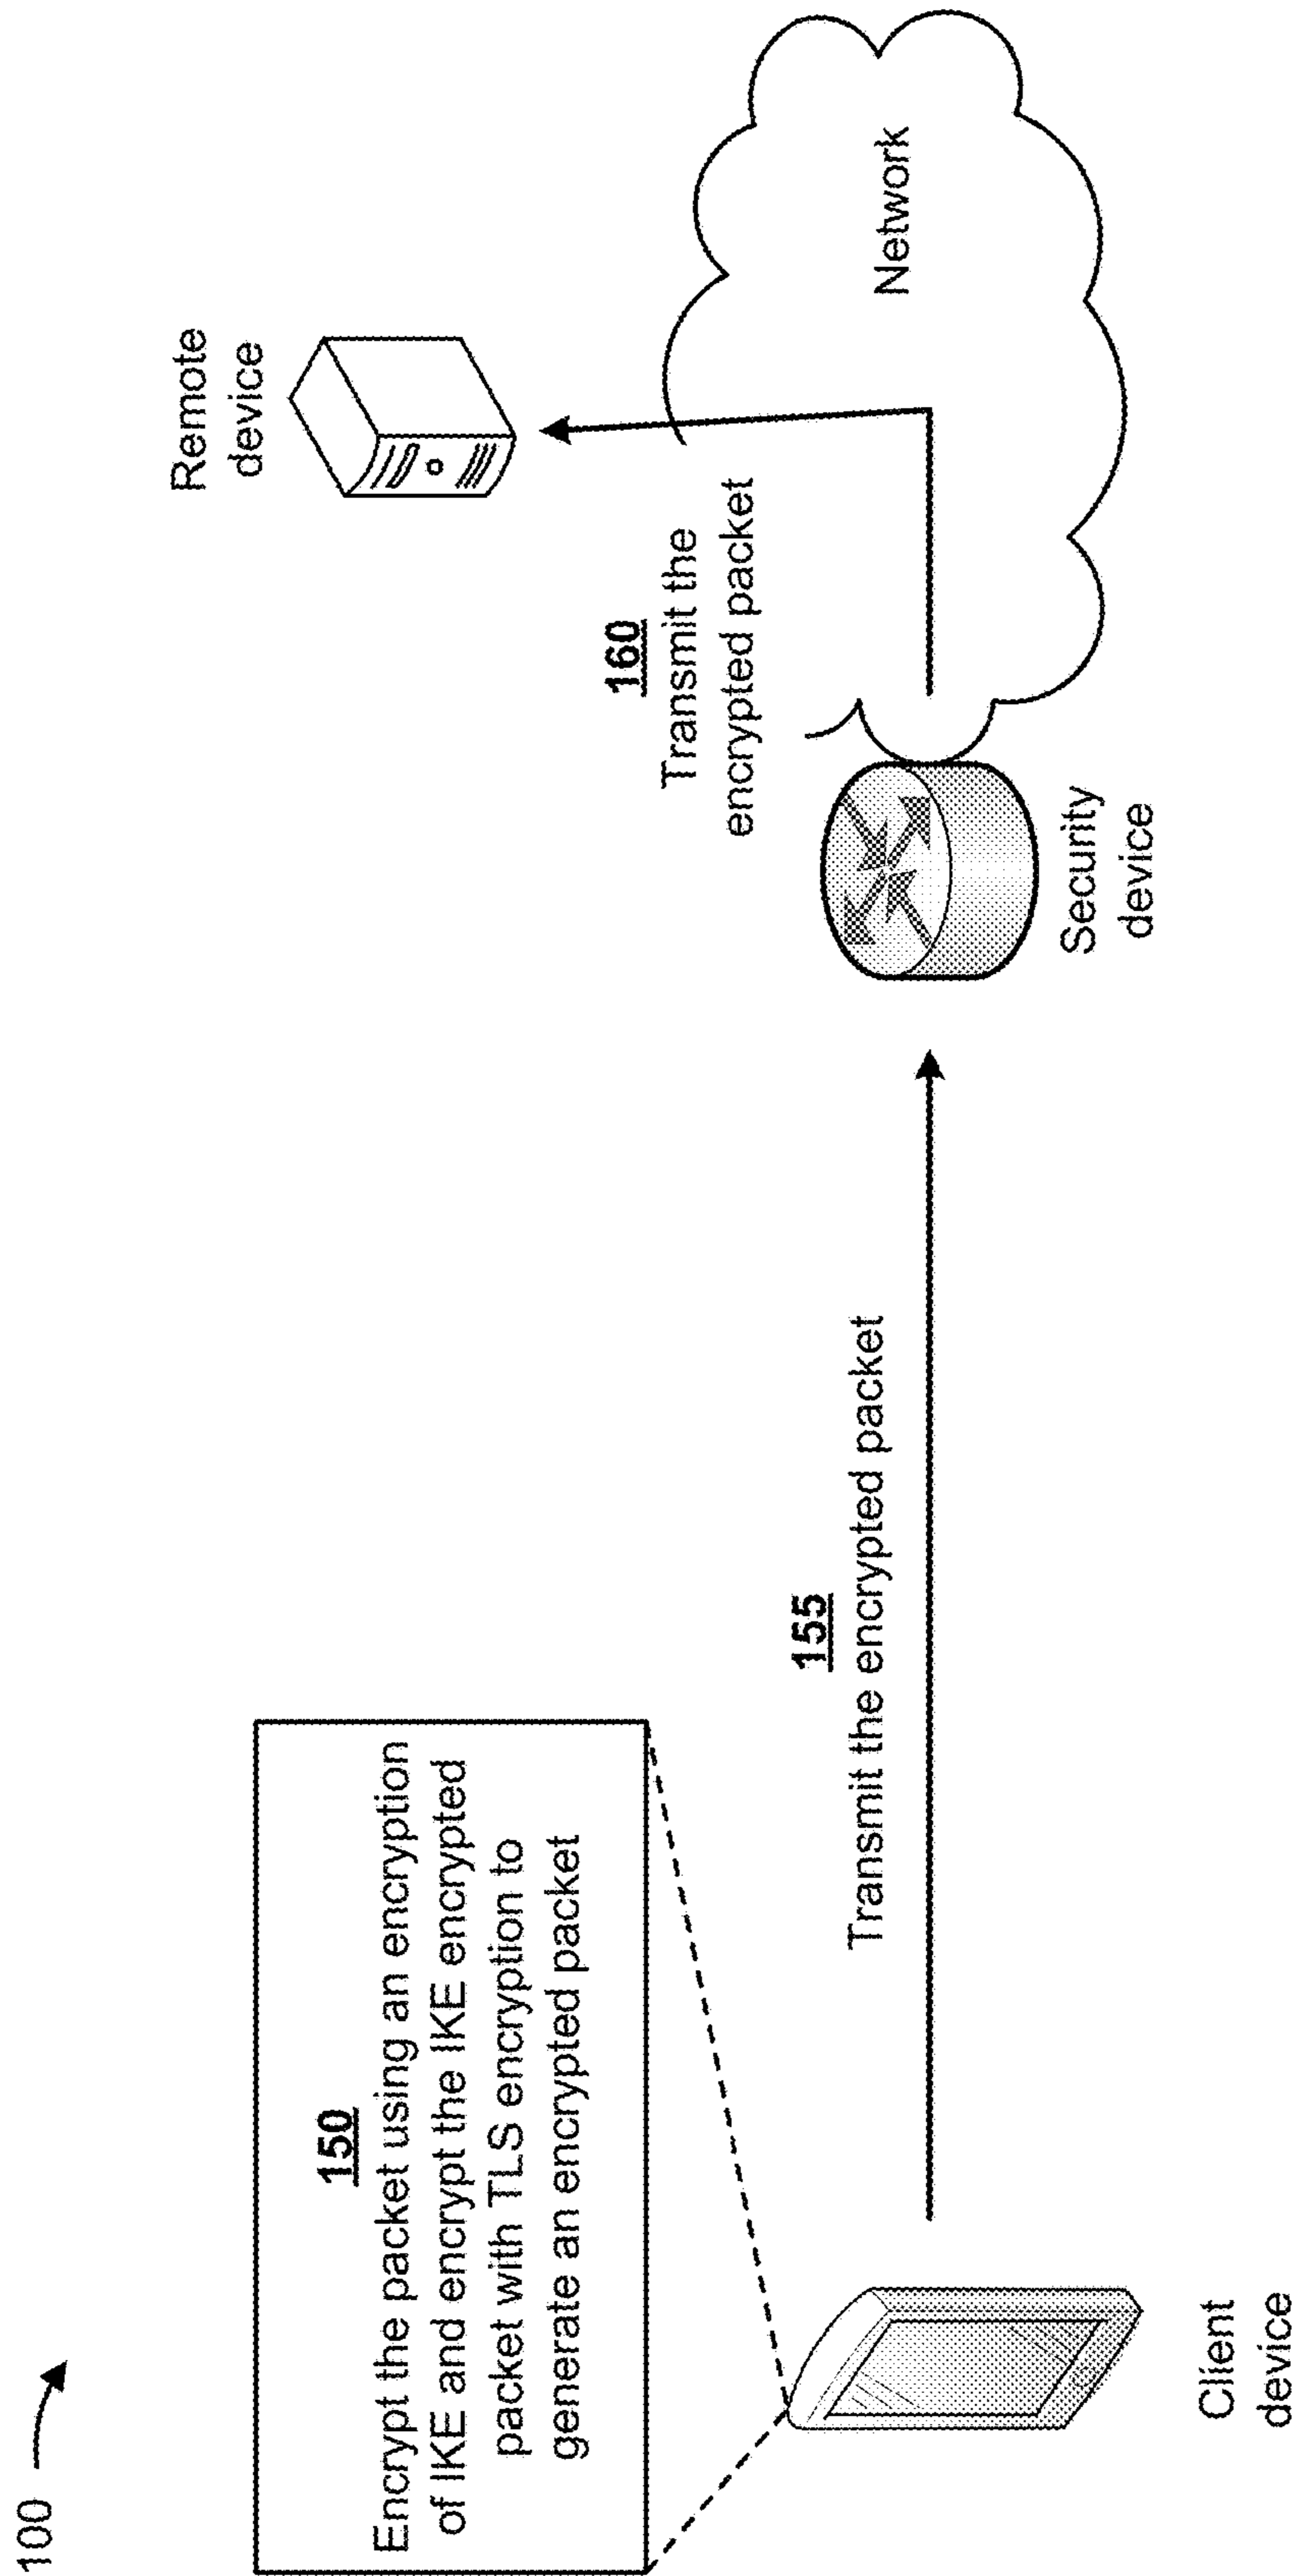 100
150
Encrypt the packet using an encryption
of IKE and encrypt the IKE encrypted
packet with TLS encryption to
generate an encrypted packet
155
Transmit the encrypted packet
160
Transmit the
encrypted packet
Remote
device
Network
Security
device
Client
device